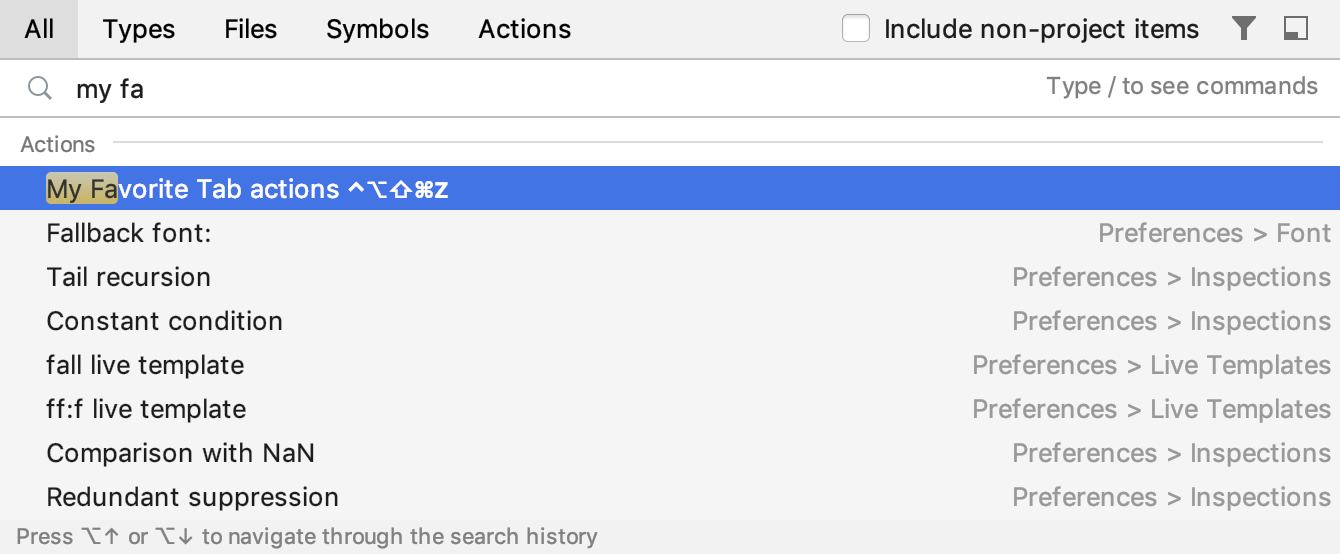 All Types Files Symbols Actions Include non-project items
my fa Type / to see commands
Actions
My Favorite Tab actions ⌃⌥⇧⌘Z
Fallback font: Preferences > Font
Tail recursion Preferences > Inspections
Constant condition Preferences > Inspections
fall live template Preferences > Live Templates
ff:f live template Preferences > Live Templates
Comparison with NaN Preferences > Inspections
Redundant suppression Preferences > Inspections
Press ⌥↑ or ⌥↓ to navigate through the search history